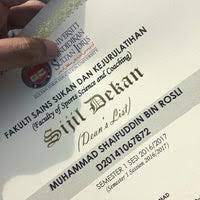 UNIVERSITI
PENDIDIKAN
SULTAN IDRIS
FAKULTI SAINS SUKAN DAN KEJURULATIHAN
(Faculty of Sports Science and Coaching)
Sijil Dekan
(Dean's List)
MUHAMMAD SHAIFUDDIN BIN ROSLI
D20141067872
SEMESTER 1 SESI 2016/2017
(Semester 1 Session 2016/2017)